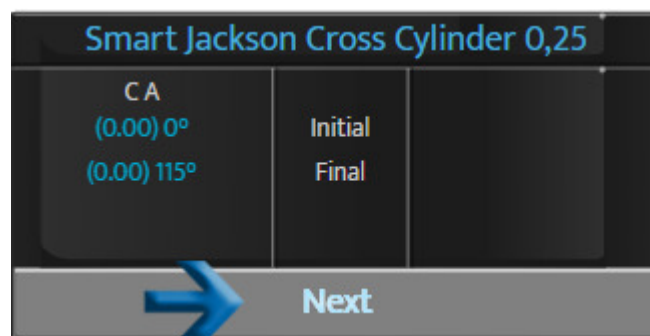 Smart Jackson Cross Cylinder 0,25
C A
(0.00) 0º Initial
(0.00) 115º Final
Next